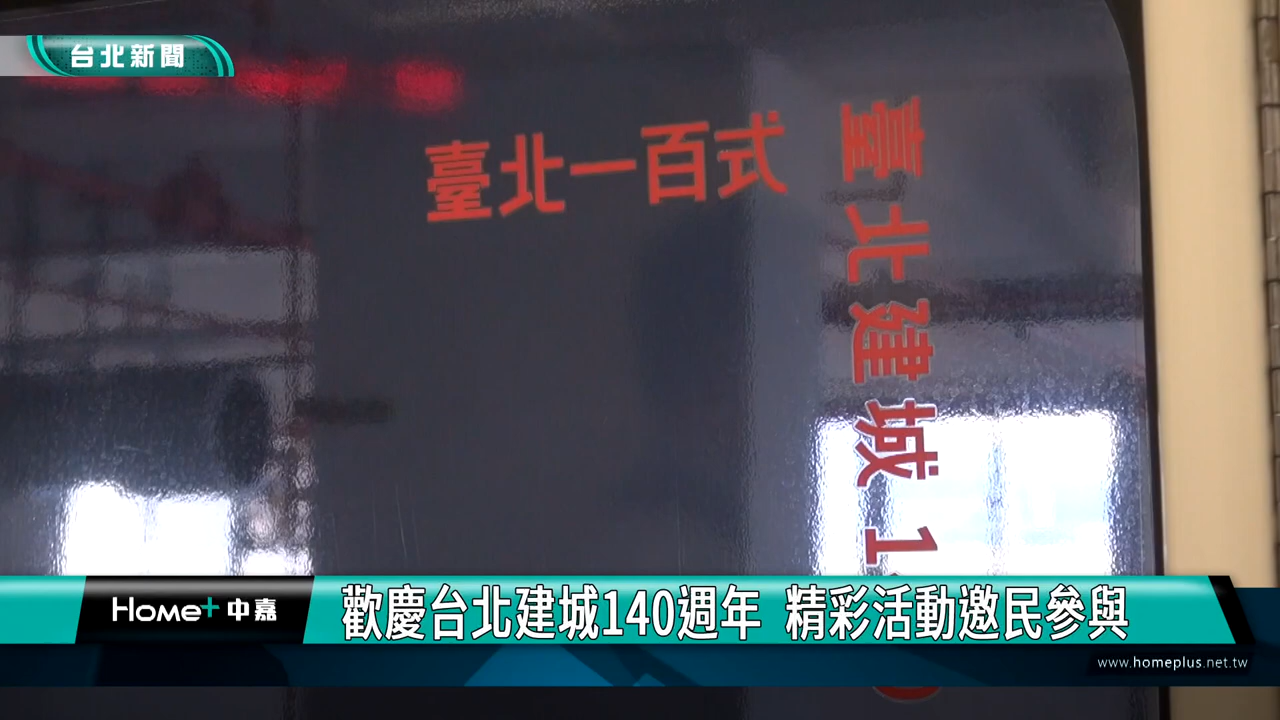 台北新聞
臺北一百式
臺北建城1
Home+中嘉
歡慶台北建城140週年 精彩活動邀民參與
www.homeplus.net.tw